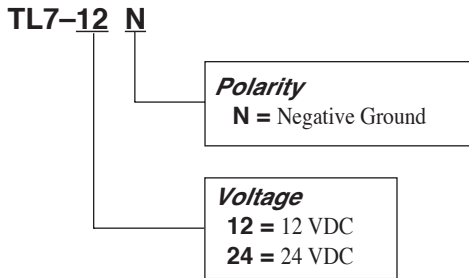 TL7–12 N
Polarity
N = Negative Ground
Voltage
12 = 12 VDC
24 = 24 VDC